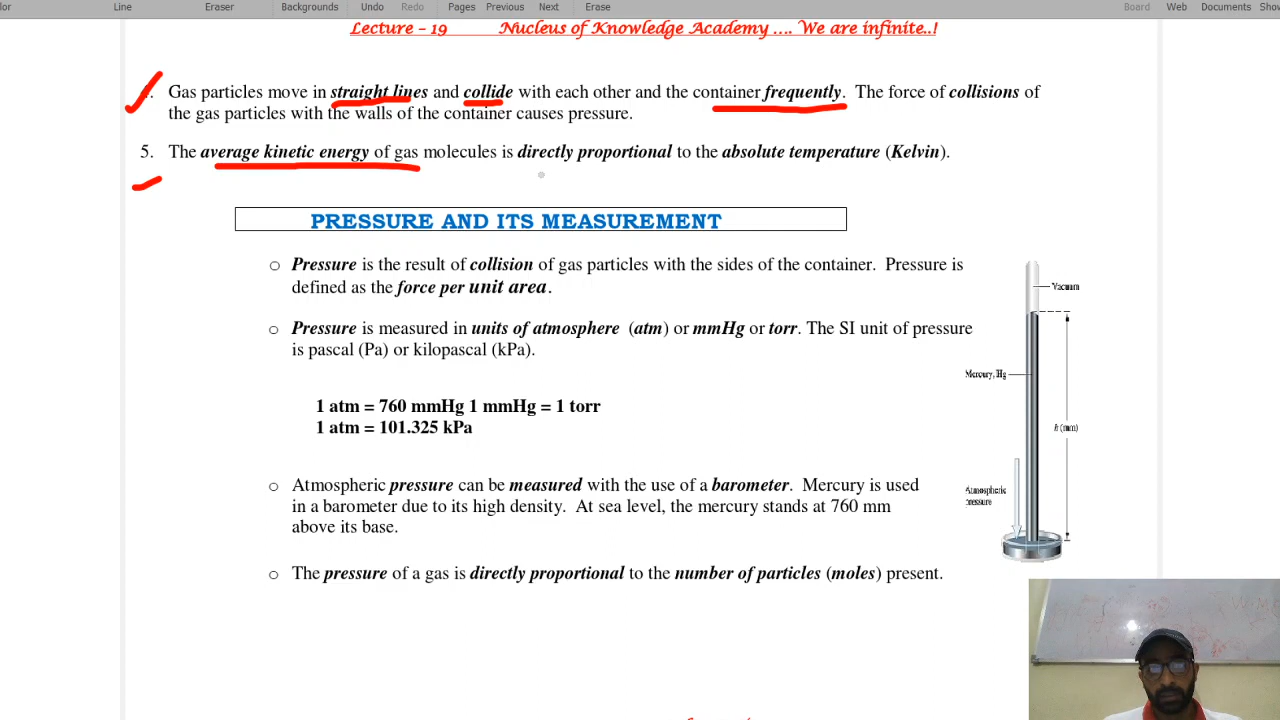 lor Line Eraser Backgrounds Undo Redo Pages Previous Next Erase Board Web Documents Show
Lecture – 19 Nucleus of Knowledge Academy …. We are infinite..!
Gas particles move in straight lines and collide with each other and the container frequently. The force of collisions of
the gas particles with the walls of the container causes pressure.
5. The average kinetic energy of gas molecules is directly proportional to the absolute temperature (Kelvin).
PRESSURE AND ITS MEASUREMENT
o Pressure is the result of collision of gas particles with the sides of the container. Pressure is
defined as the force per unit area.
o Pressure is measured in units of atmosphere (atm) or mmHg or torr. The SI unit of pressure
is pascal (Pa) or kilopascal (kPa).
1 atm = 760 mmHg 1 mmHg = 1 torr
1 atm = 101.325 kPa
o Atmospheric pressure can be measured with the use of a barometer. Mercury is used
in a barometer due to its high density. At sea level, the mercury stands at 760 mm
above its base.
o The pressure of a gas is directly proportional to the number of particles (moles) present.
Vacuum
Mercury, Hg
h (mm)
Atmospheric
pressure